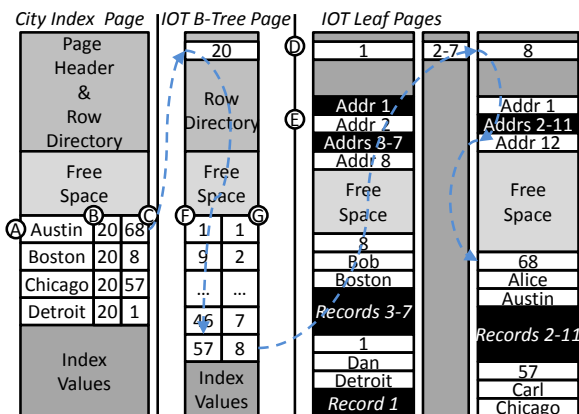 City Index Page
IOT B-Tree Page
IOT Leaf Pages
Page
Header
&
Row
Directory
Free
Space
A B C
Austin 20 68
Boston 20 8
Chicago 20 57
Detroit 20 1
Index
Values
20
Row
Directory
Free
Space
F G
1 1
9 2
... ...
46 7
57 8
Index
Values
D
1
2-7
8
E
Addr 1
Addr 2
Addrs 3-7
Addr 8
Free
Space
8
Bob
Boston
Records 3-7
1
Dan
Detroit
Record 1
Addr 1
Addrs 2-11
Addr 12
Free
Space
68
Alice
Austin
Records 2-11
57
Carl
Chicago